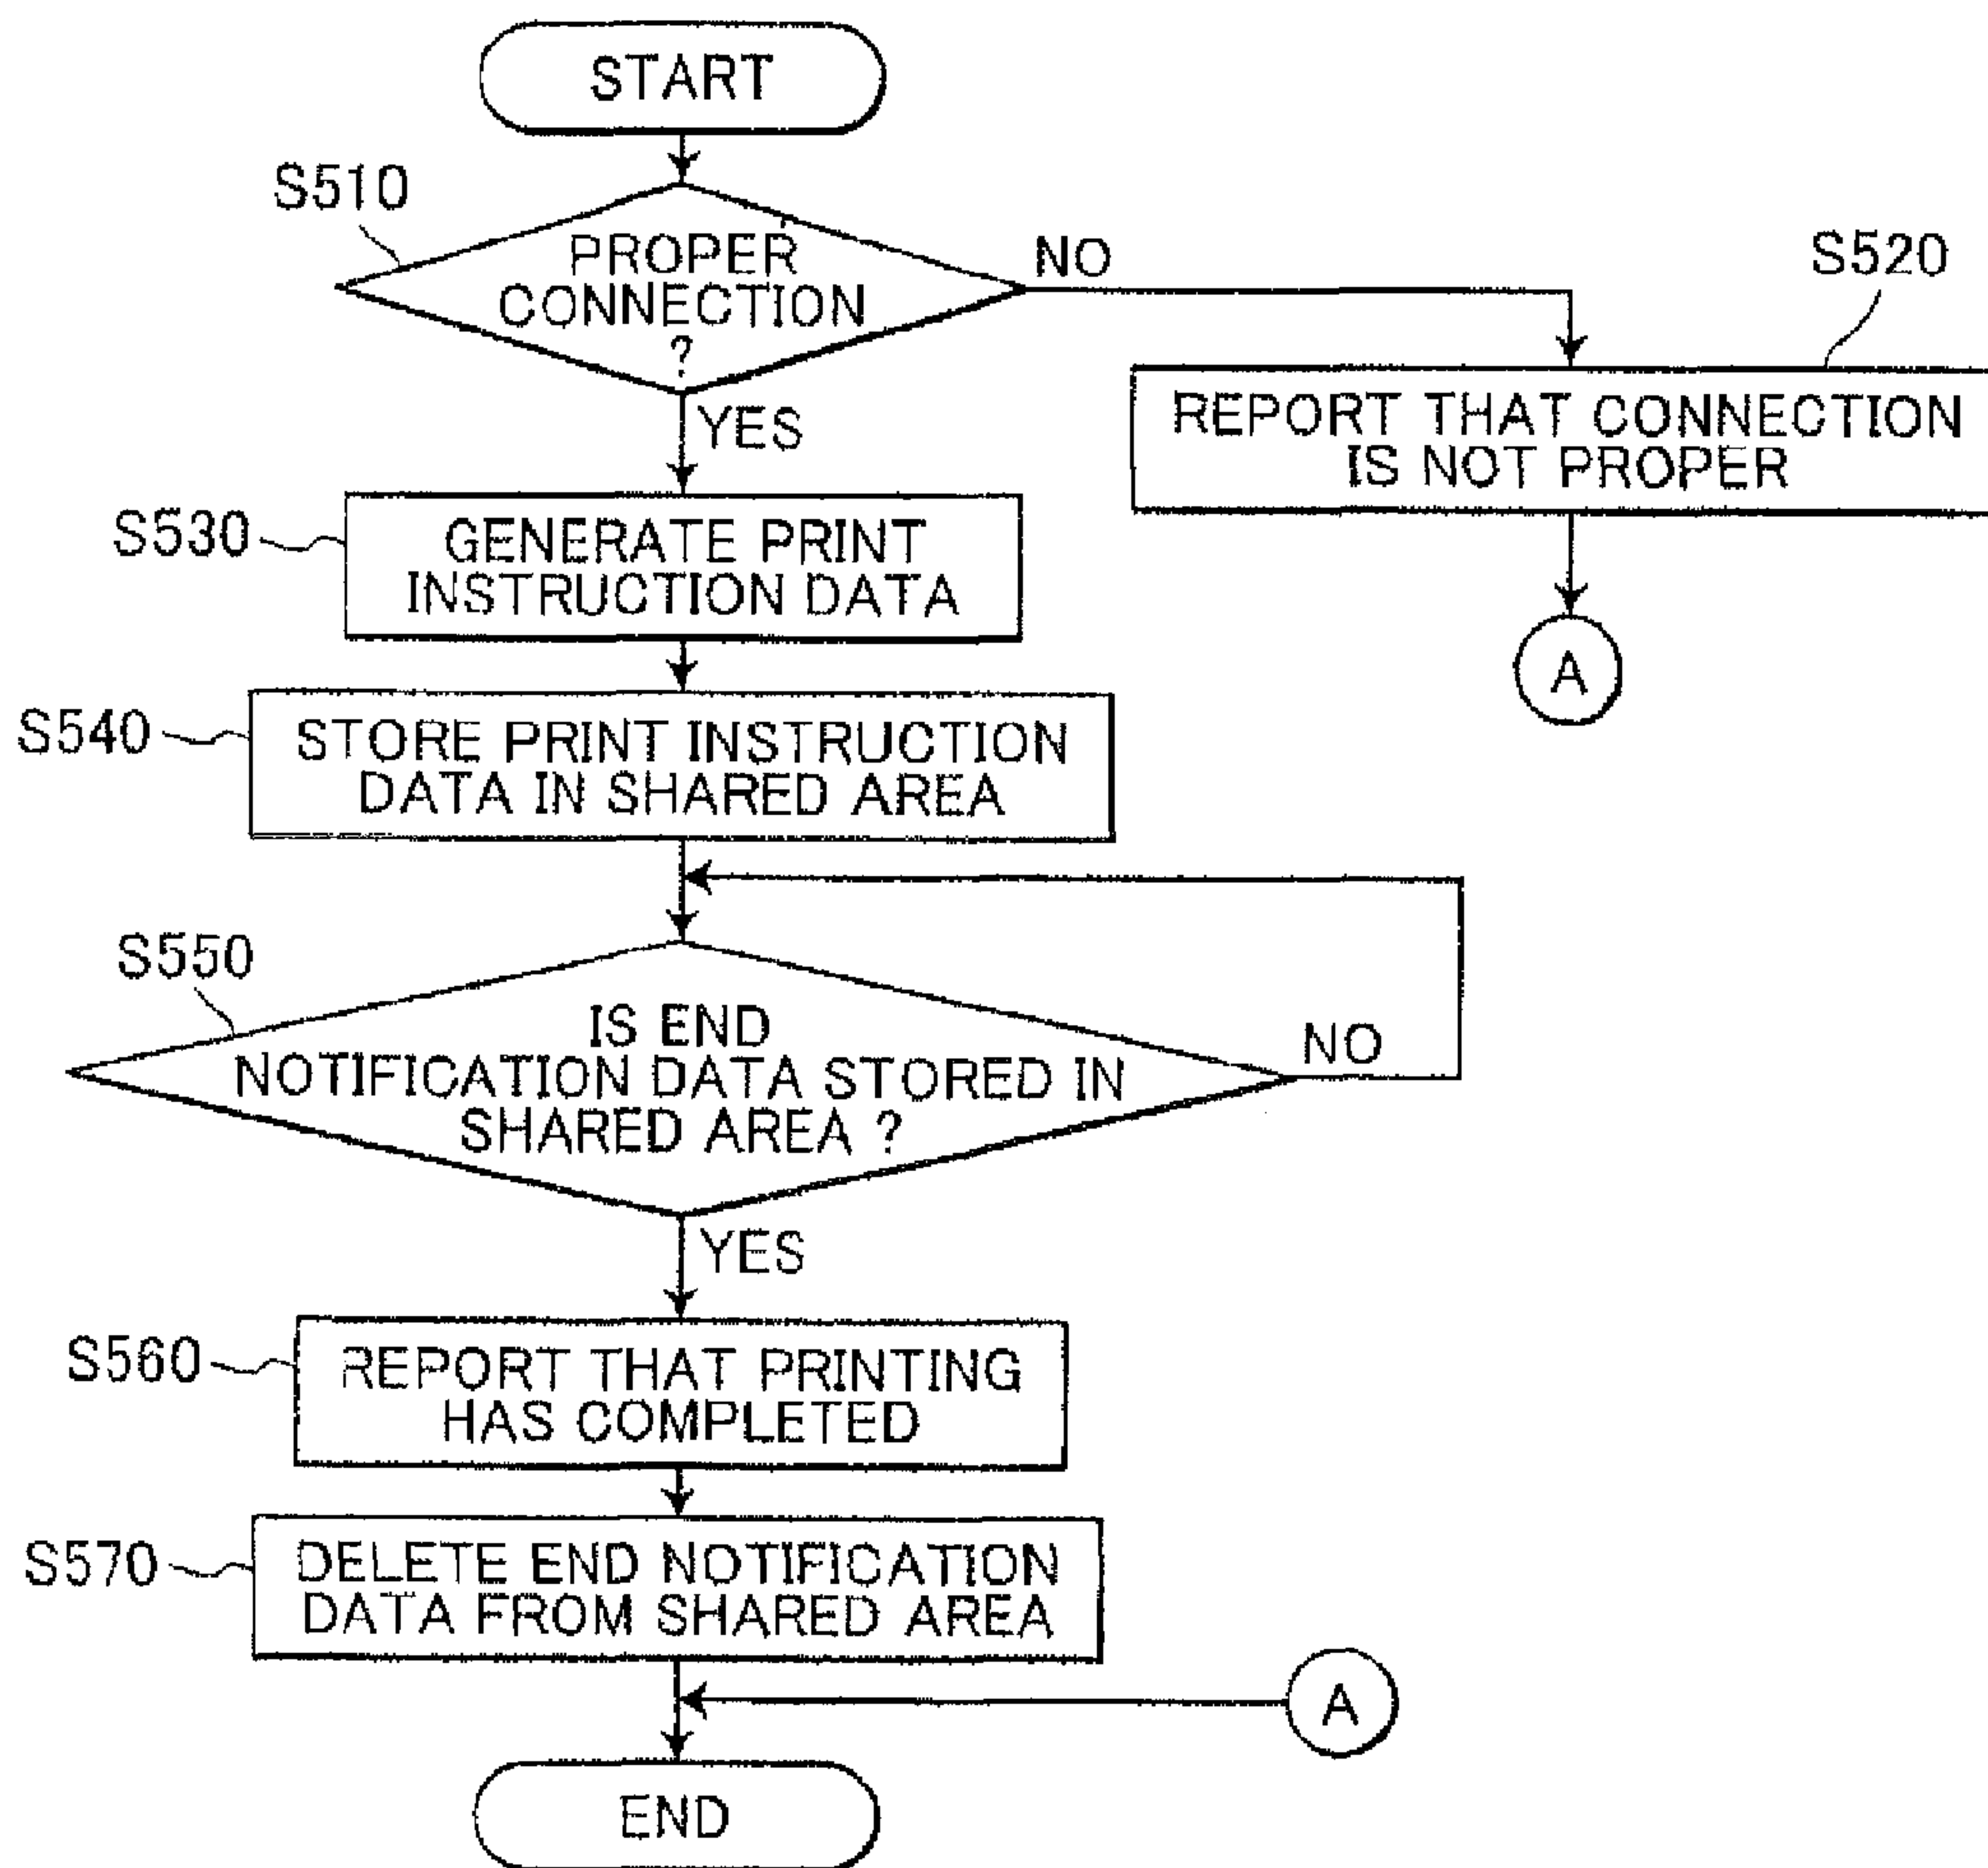 START
S510
PROPER
CONNECTION
?
NO
YES
S520
REPORT THAT CONNECTION
IS NOT PROPER
A
S530
GENERATE PRINT
INSTRUCTION DATA
S540
STORE PRINT INSTRUCTION
DATA IN SHARED AREA
S550
IS END
NOTIFICATION DATA STORED IN
SHARED AREA ?
NO
YES
S560
REPORT THAT PRINTING
HAS COMPLETED
S570
DELETE END NOTIFICATION
DATA FROM SHARED AREA
A
END